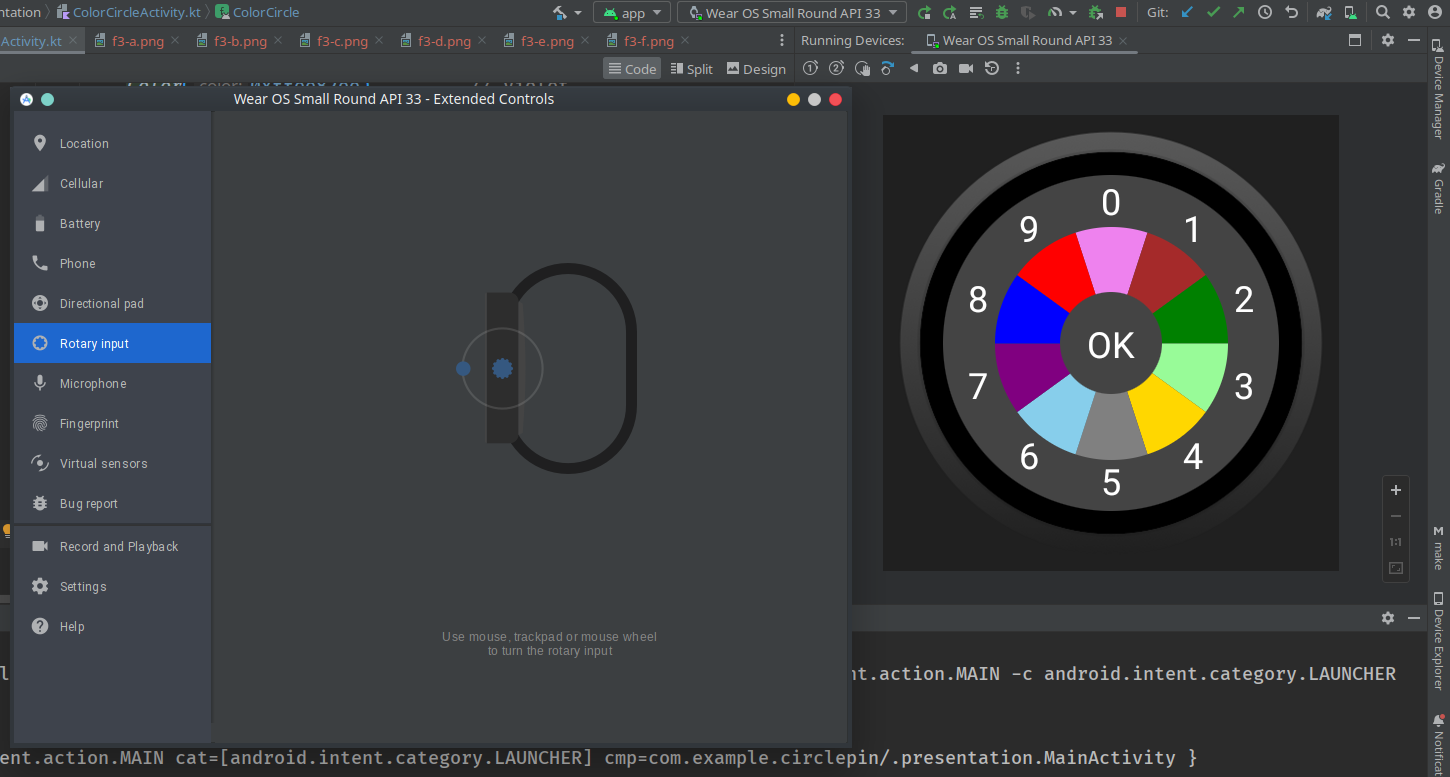 ntation
ColorCircleActivity.kt
ColorCircle
app
Wear OS Small Round API 33
Git:
Activity.kt
f3-a.png
f3-b.png
f3-c.png
f3-d.png
f3-e.png
f3-f.png
Running Devices:
Wear OS Small Round API 33
Code
Split
Design
Wear OS Small Round API 33 - Extended Controls
Location
Cellular
Battery
Phone
Directional pad
Rotary input
Microphone
Fingerprint
Virtual sensors
Bug report
Record and Playback
Settings
Help
Use mouse, trackpad or mouse wheel
to turn the rotary input
0
1
2
3
4
5
6
7
8
9
OK
1:1
Device Manager
Gradle
M make
Device Explorer
Notificat
nt.action.MAIN -c android.intent.category.LAUNCHER
ent.action.MAIN cat=[android.intent.category.LAUNCHER] cmp=com.example.circlepin/.presentation.MainActivity }